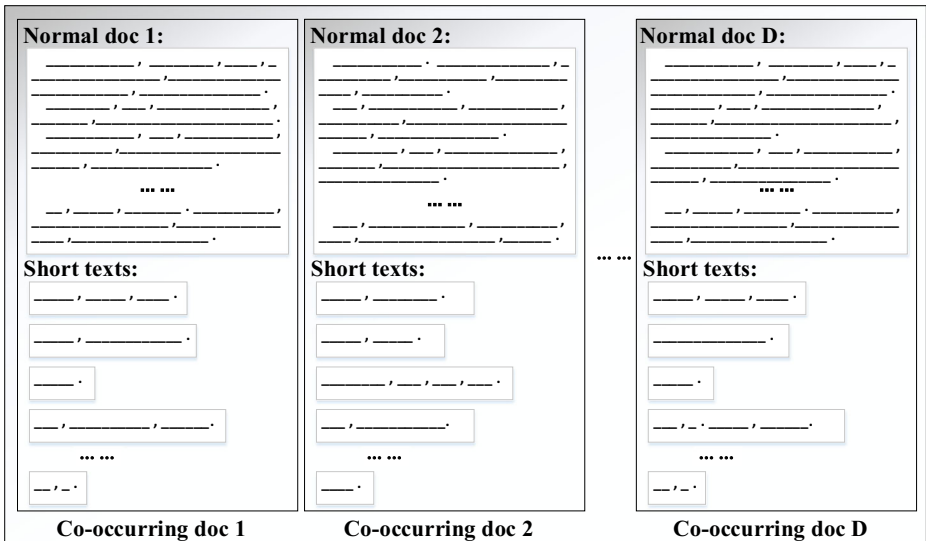 Normal doc 1:
... ...
Short texts:
... ...
Co-occurring doc 1
Normal doc 2:
... ...
Short texts:
... ...
Co-occurring doc 2
... ...
Normal doc D:
... ...
Short texts:
... ...
Co-occurring doc D